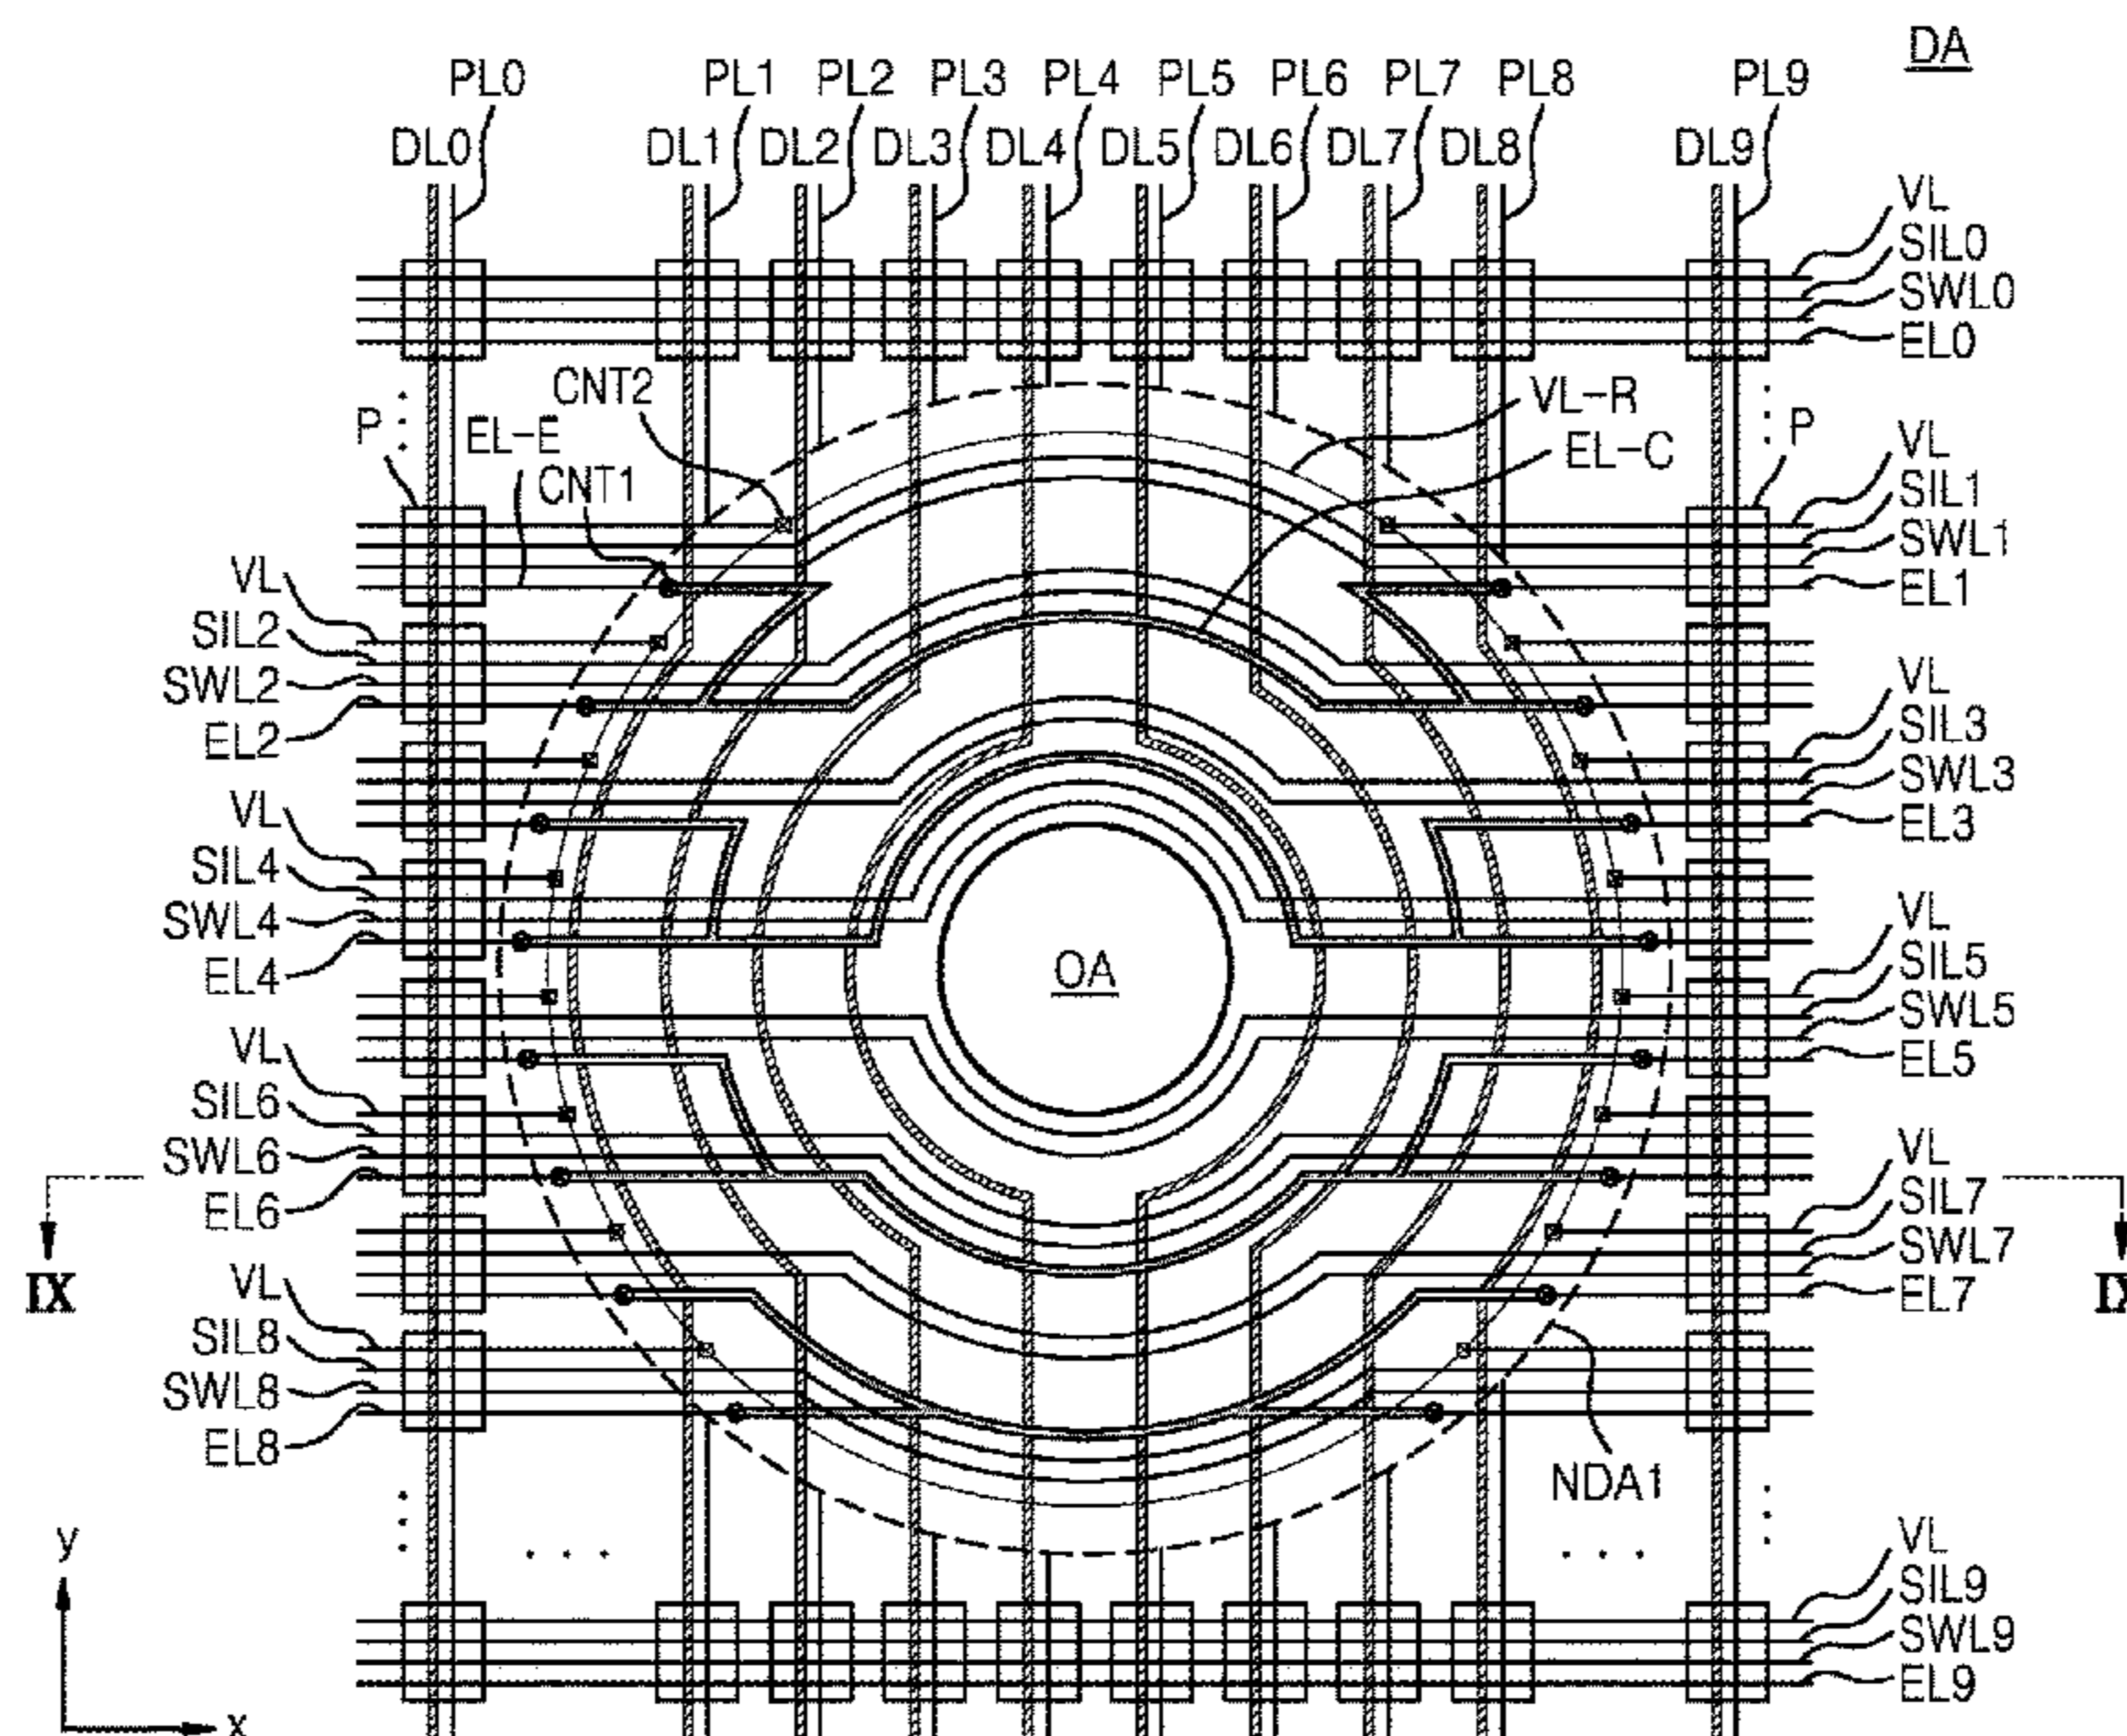 DA
PL0 PL1 PL2 PL3 PL4 PL5 PL6 PL7 PL8 PL9
DL0 DL1 DL2 DL3 DL4 DL5 DL6 DL7 DL8 DL9
VL
SIL0
SWL0
EL0
CNT2
VL-R
P
EL-E
EL-C
P
CNT1
VL
SIL1
SWL1
EL1
VL
SIL2
SWL2
EL2
VL
SIL3
SWL3
EL3
VL
SIL4
SWL4
EL4
OA
VL
SIL5
SWL5
EL5
VL
SIL6
SWL6
EL6
VL
SIL7
SWL7
EL7
IX
VL
SIL8
SWL8
EL8
NDA1
VL
SIL9
SWL9
EL9
y
x